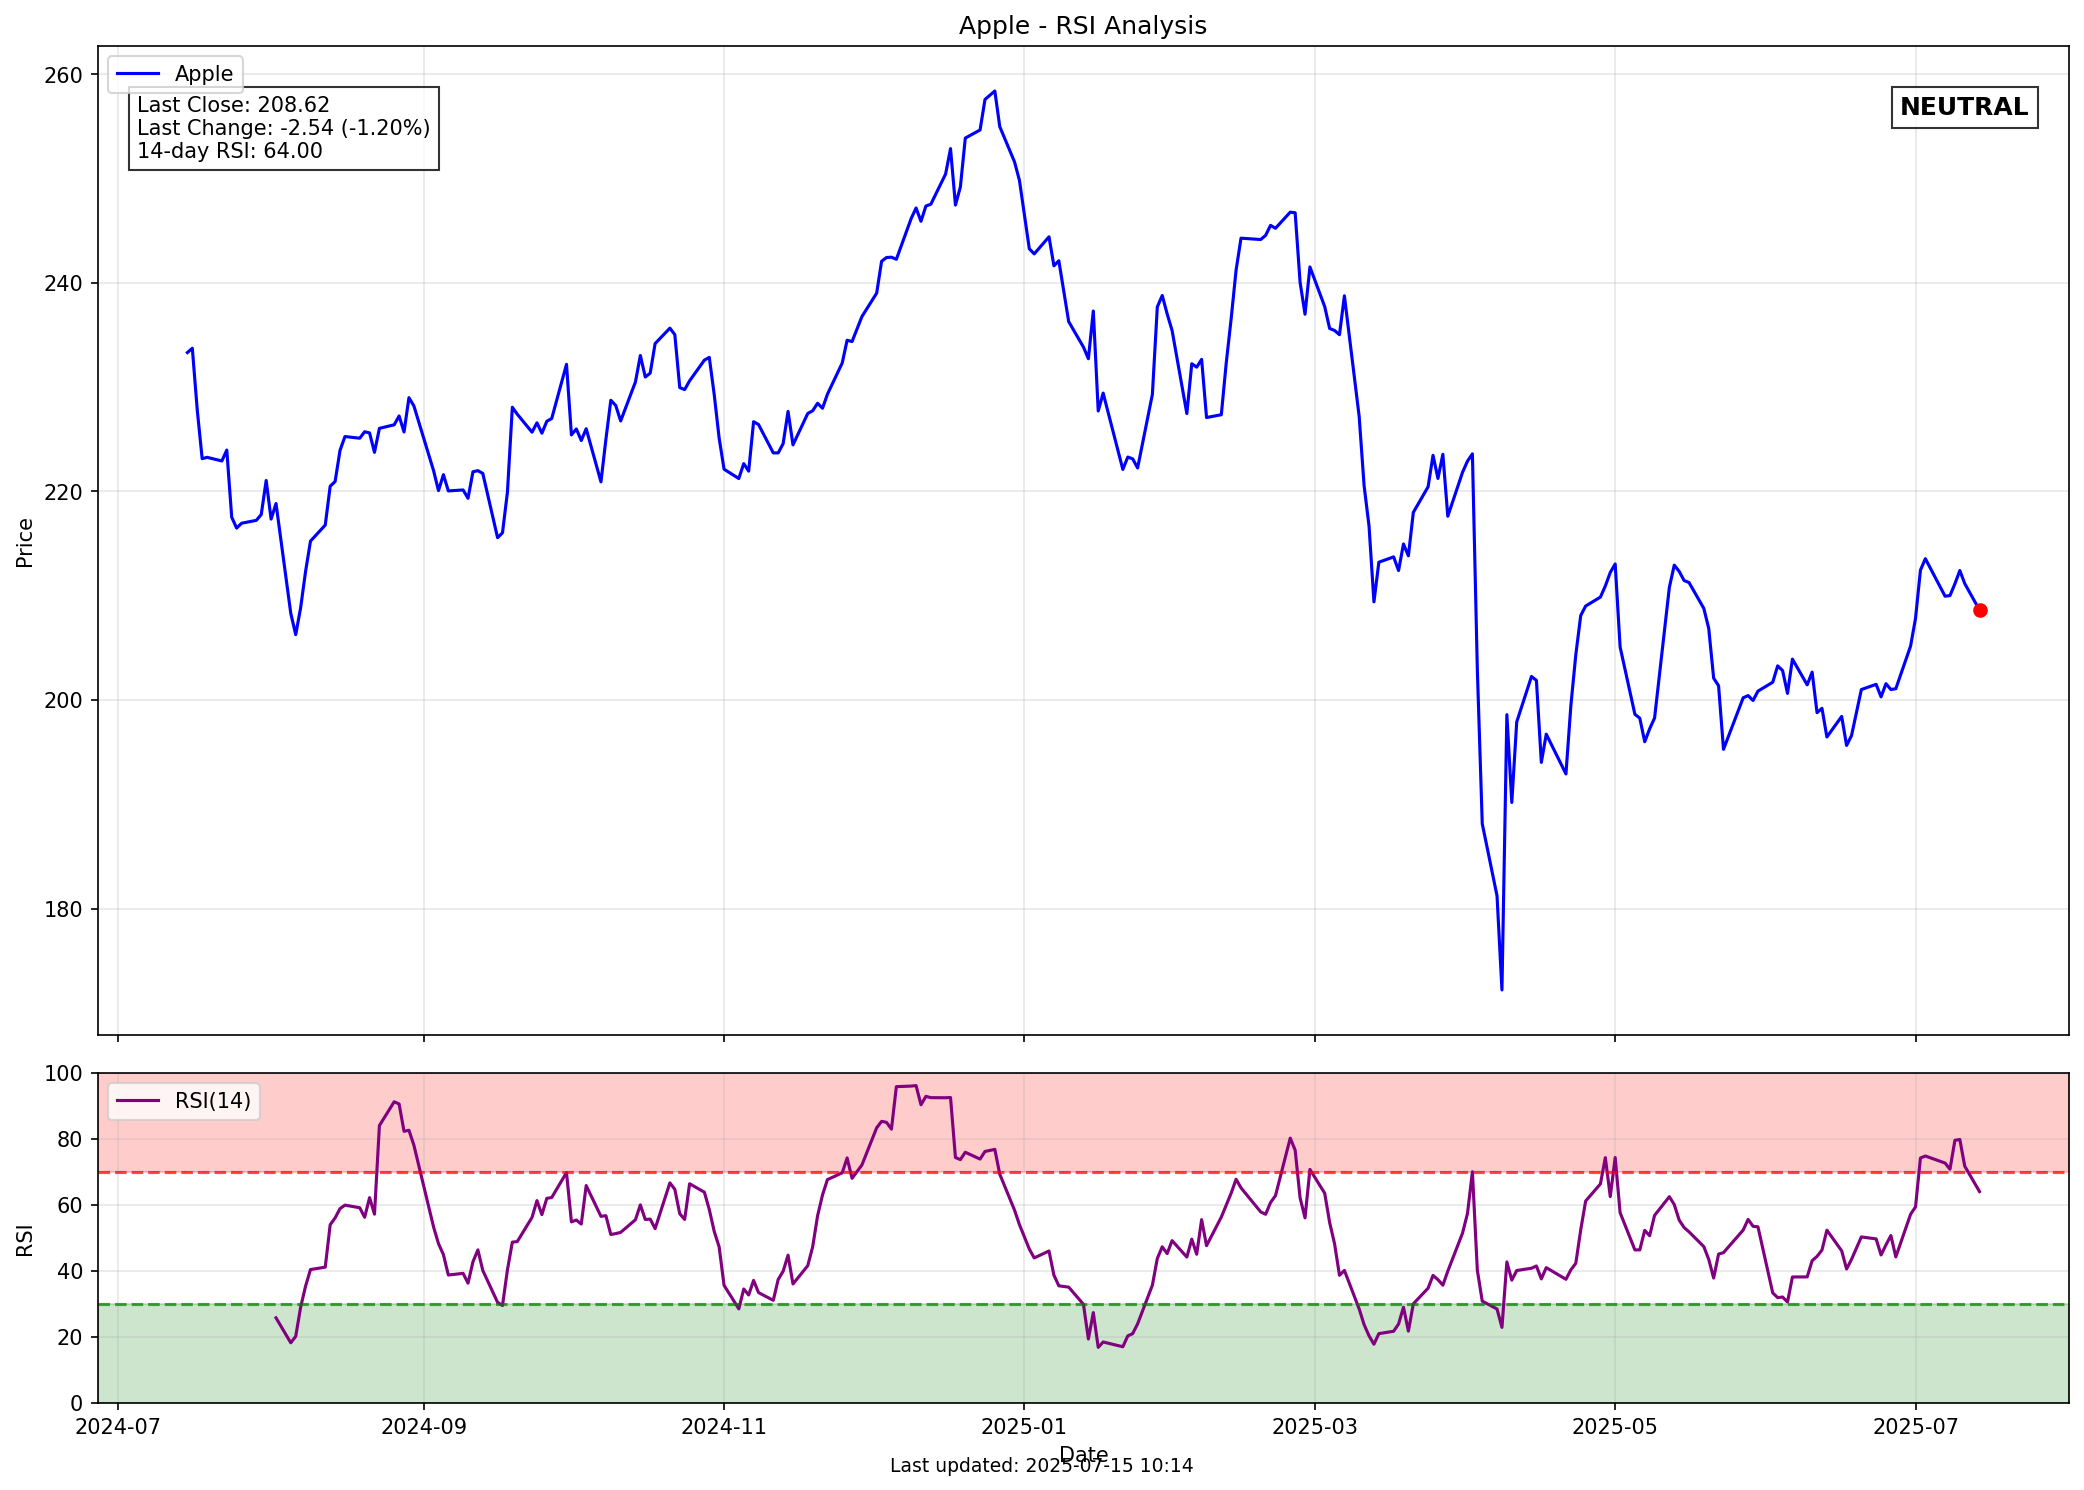 Apple - RSI Analysis
Apple
Last Close: 208.62
Last Change: -2.54 (-1.20%)
14-day RSI: 64.00
NEUTRAL
260
240
220
200
180
Price
RSI(14)
100
80
60
40
20
0
RSI
2024-07
2024-09
2024-11
2025-01
2025-03
2025-05
2025-07
Date
Last updated: 2025-07-15 10:14